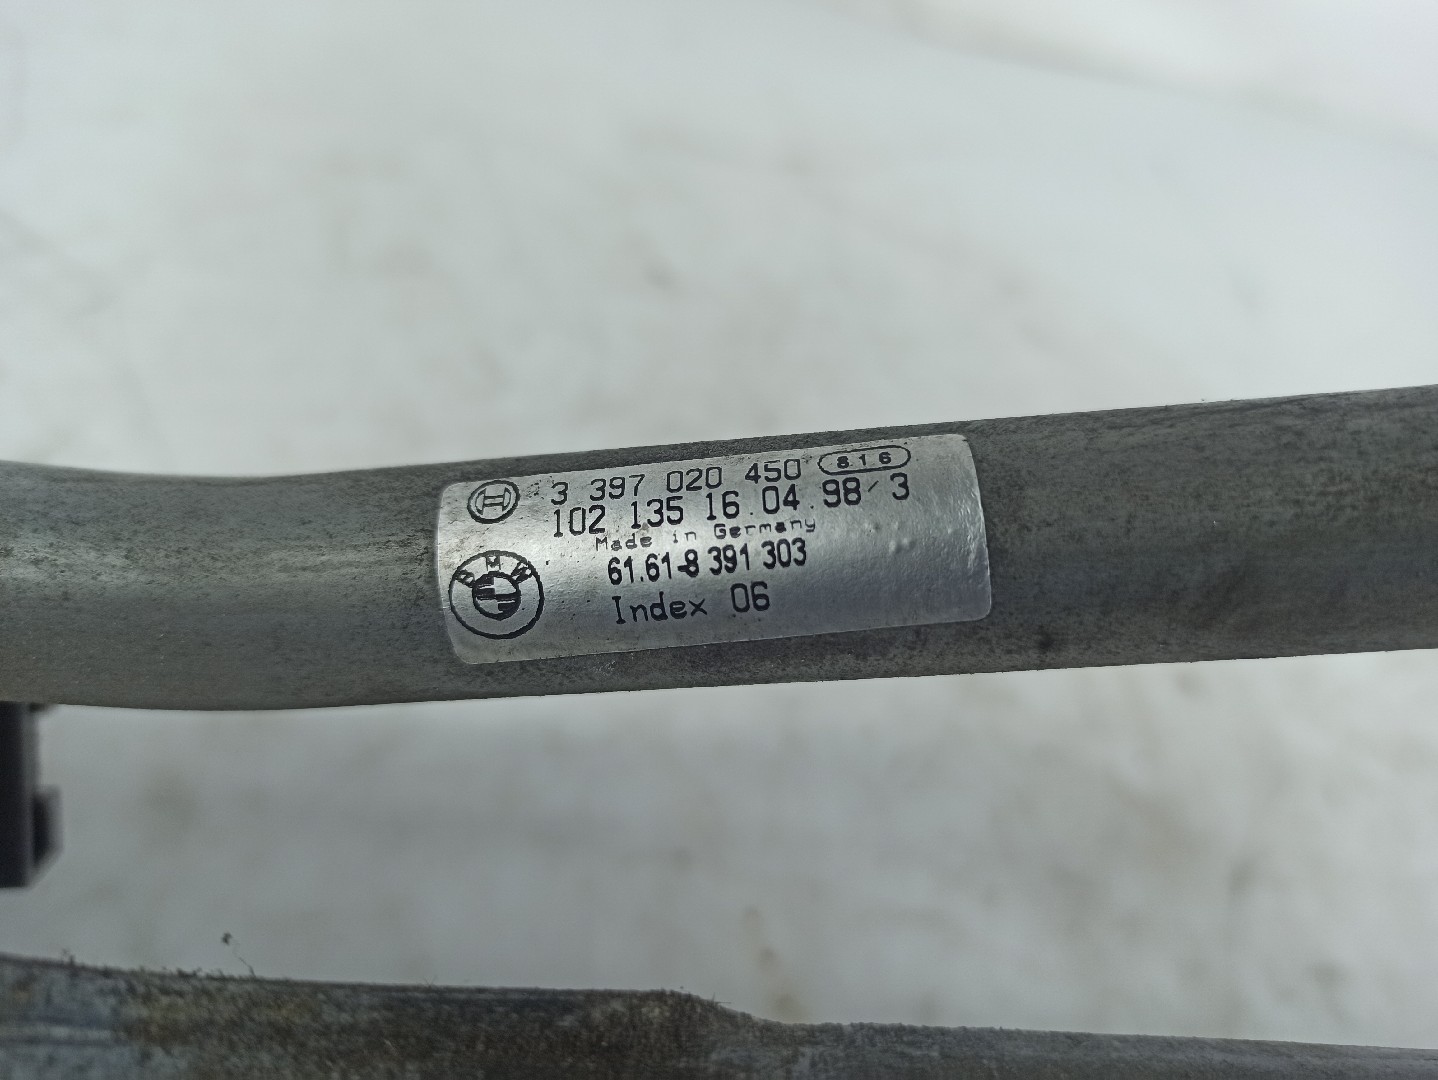 3 397 020 450 816
102 135 16.04.98/3
Made in Germany
BMW
61.61-8 391 303
Index 06